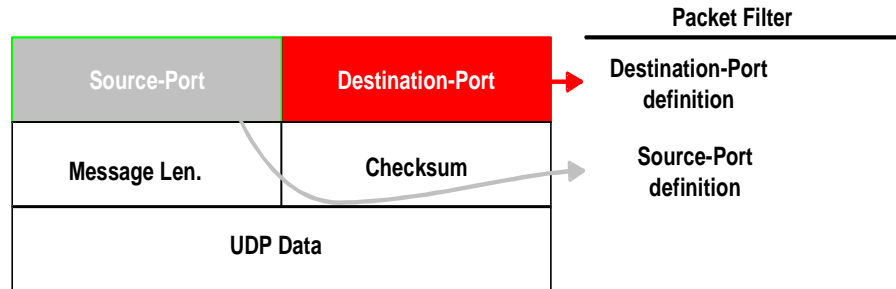 Packet Filter
Source-Port
Destination-Port
Destination-Port
definition
Message Len.
Checksum
Source-Port
definition
UDP Data